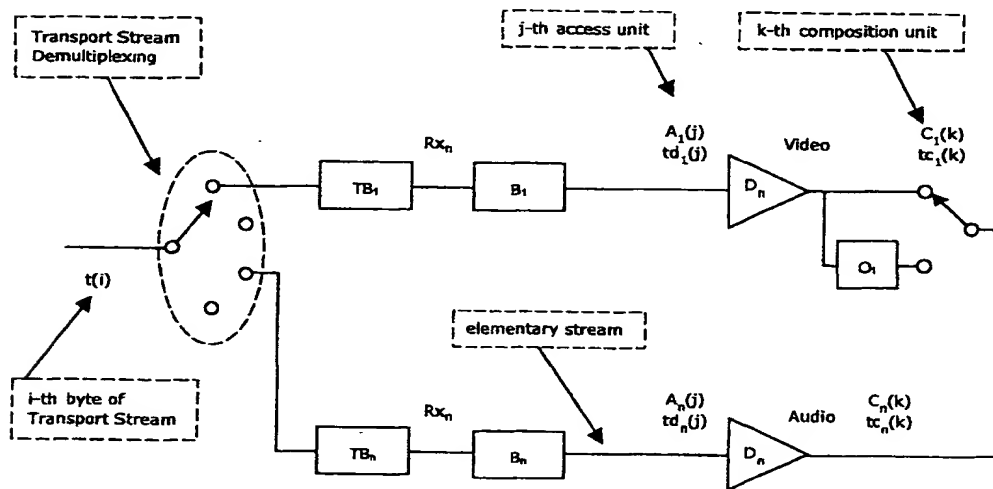 Transport Stream
Demultiplexing
j-th access unit
k-th composition unit
Rxₙ
A₁(j)
td₁(j)
Video
C₁(k)
tc₁(k)
TB₁
B₁
Dₙ
O₁
t(i)
elementary stream
i-th byte of
Transport Stream
Rxₙ
Aₙ(j)
tdₙ(j)
Audio
Cₙ(k)
tcₙ(k)
TBₙ
Bₙ
Dₙ